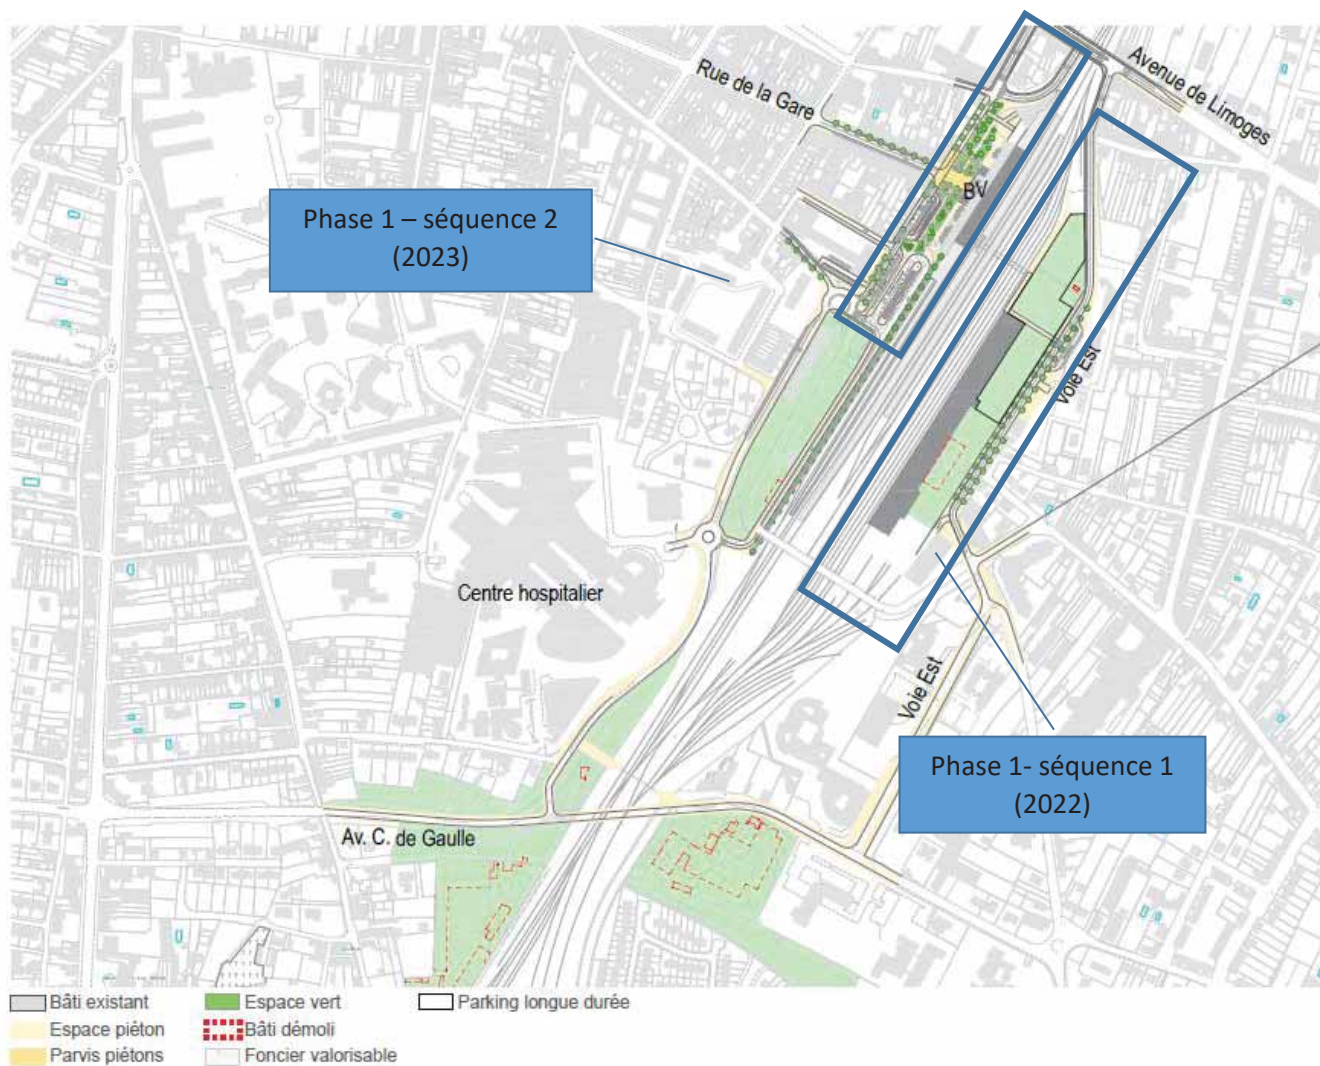 Avenue de Limoges
Rue de la Gare
BV
Phase 1 – séquence 2
(2023)
Voie Est
Centre hospitalier
Voie Est
Phase 1- séquence 1
(2022)
Av. C. de Gaulle
Bâti existant
Espace piéton
Parvis piétons
Espace vert
Bâti démoli
Foncier valorisable
Parking longue durée